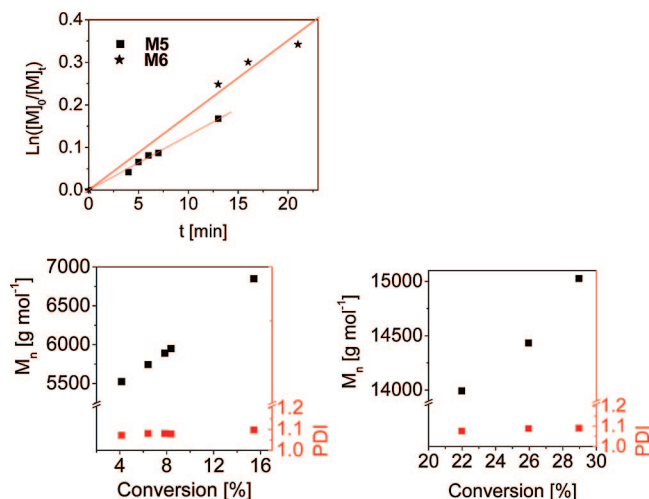 0.4
0.3
0.2
0.1
0.0
Ln([M]0/[M]t)
M5
M6
0 5 10 15 20
t [min]
7000
6500
6000
5500
Mn [g mol-1]
1.2
1.1
1.0
PDI
4 8 12 16
Conversion [%]
15000
14500
14000
Mn [g mol-1]
1.2
1.1
1.0
PDI
20 22 24 26 28 30
Conversion [%]